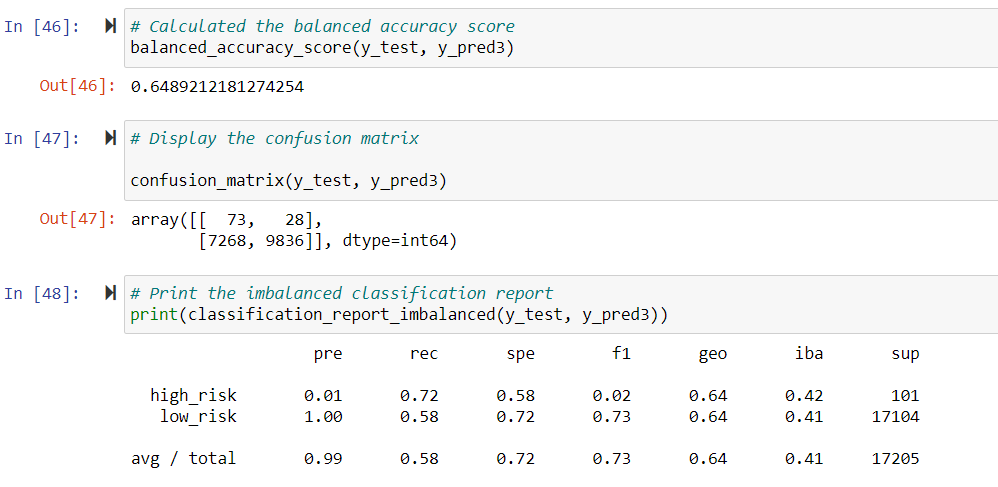 In [46]: # Calculated the balanced accuracy score
balanced_accuracy_score(y_test, y_pred3)
Out[46]: 0.6489212181274254
In [47]: # Display the confusion matrix
confusion_matrix(y_test, y_pred3)
Out[47]: array([[  73,   28],
       [7268, 9836]], dtype=int64)
In [48]: # Print the imbalanced classification report
print(classification_report_imbalanced(y_test, y_pred3))
pre rec spe f1 geo iba sup
high_risk 0.01 0.72 0.58 0.02 0.64 0.42 101
low_risk 1.00 0.58 0.72 0.73 0.64 0.41 17104
avg / total 0.99 0.58 0.72 0.73 0.64 0.41 17205